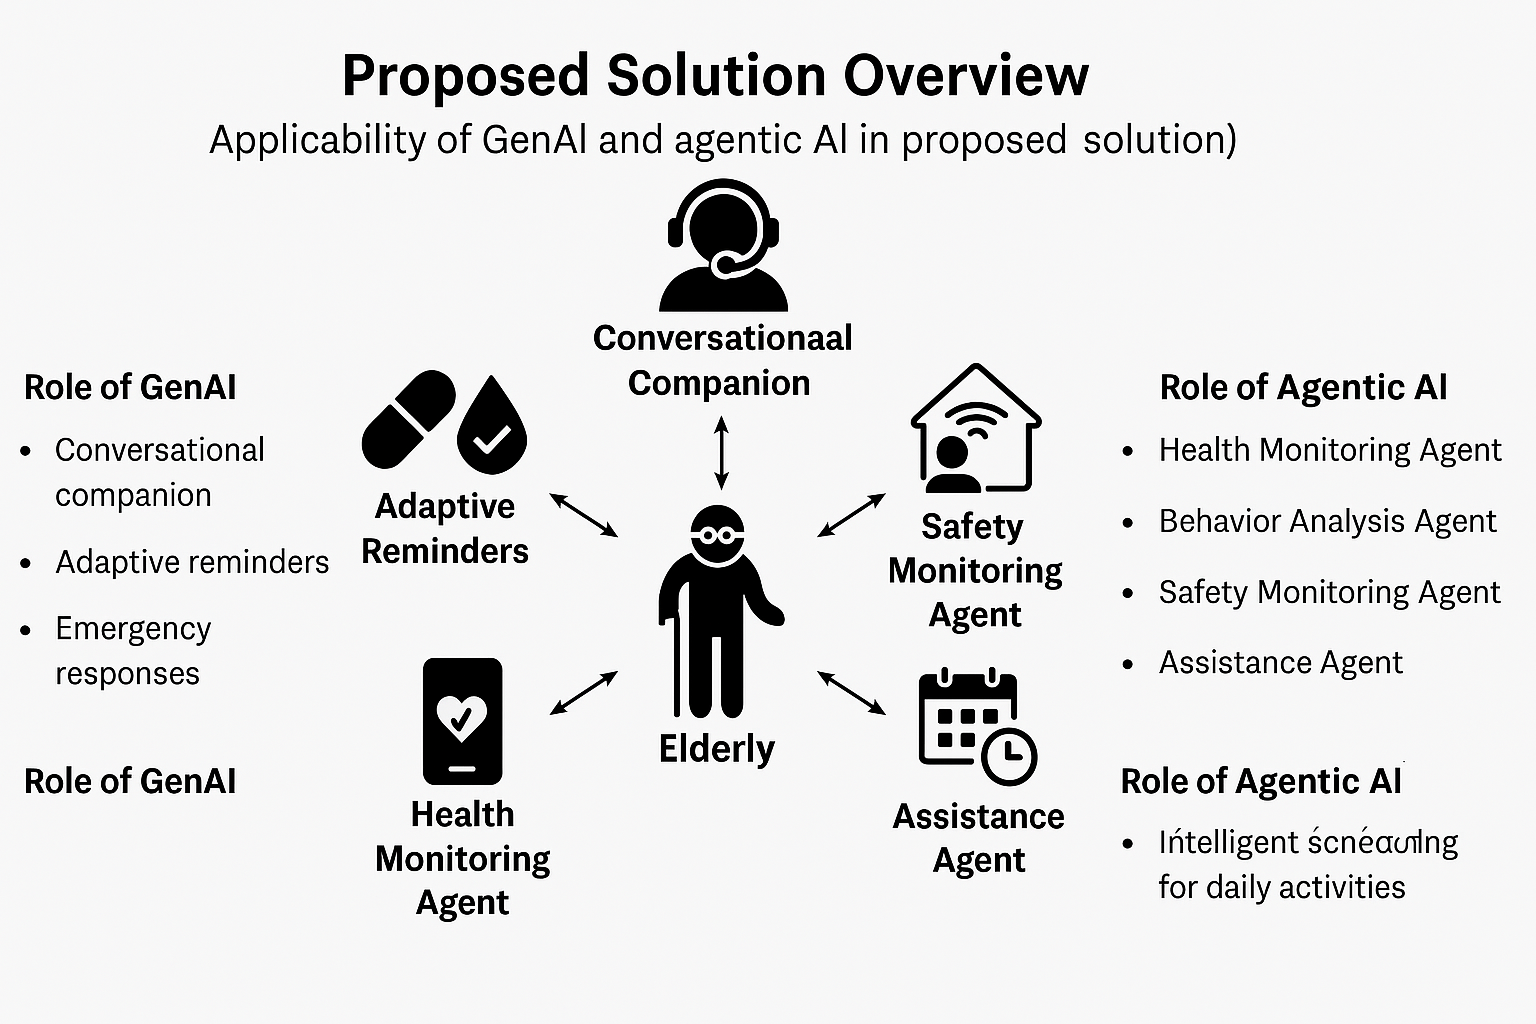 Proposed Solution Overview
Applicability of GenAI and agentic AI in proposed solution)
Conversationaal
Companion
Role of GenAI
• Conversational
companion
• Adaptive reminders
• Emergency
responses
Role of GenAI
Adaptive
Reminders
Health
Monitoring
Agent
Elderly
Safety
Monitoring
Agent
Assistance
Agent
Role of Agentic AI
• Health Monitoring Agent
• Behavior Analysis Agent
• Safety Monitoring Agent
• Assistance Agent
Role of Agentic AI
• Ińtelligent
for daily activities